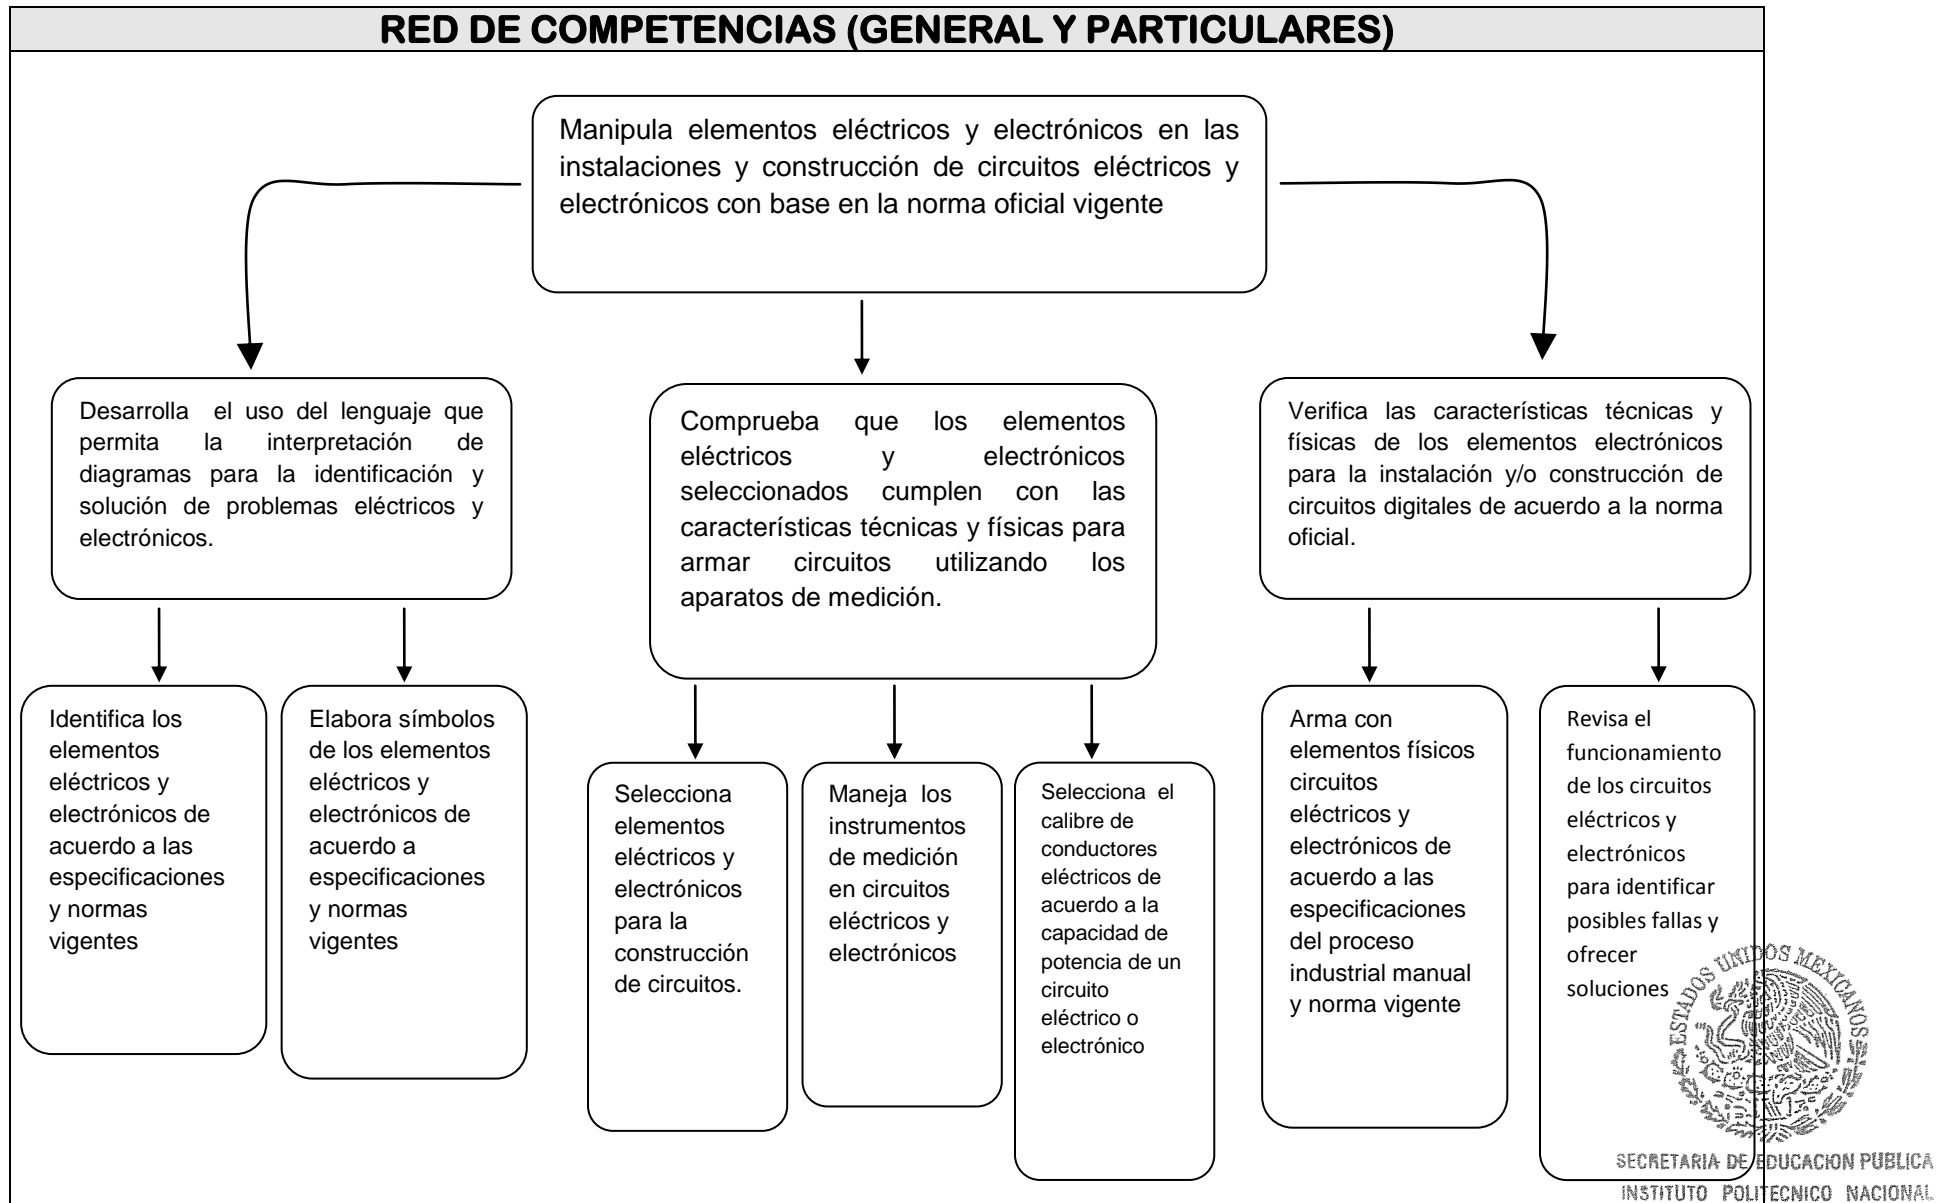 RED DE COMPETENCIAS (GENERAL Y PARTICULARES)
Manipula elementos eléctricos y electrónicos en las
instalaciones y construcción de circuitos eléctricos y
electrónicos con base en la norma oficial vigente
Desarrolla el uso del lenguaje que
permita la interpretación de
diagramas para la identificación y
solución de problemas eléctricos y
electrónicos.
Comprueba que los elementos
eléctricos y electrónicos
seleccionados cumplen con las
características técnicas y físicas para
armar circuitos utilizando los
aparatos de medición.
Verifica las características técnicas y
físicas de los elementos electrónicos
para la instalación y/o construcción de
circuitos digitales de acuerdo a la norma
oficial.
Identifica los
elementos
eléctricos y
electrónicos de
acuerdo a las
especificaciones
y normas
vigentes
Elabora símbolos
de los elementos
eléctricos y
electrónicos de
acuerdo a
especificaciones
y normas
vigentes
Selecciona
elementos
eléctricos y
electrónicos
para la
construcción
de circuitos.
Maneja los
instrumentos
de medición
en circuitos
eléctricos y
electrónicos
Selecciona el
calibre de
conductores
eléctricos de
acuerdo a la
capacidad de
potencia de un
circuito
eléctrico o
electrónico
Arma con
elementos físicos
circuitos
eléctricos y
electrónicos de
acuerdo a las
especificaciones
del proceso
industrial manual
y norma vigente
Revisa el
funcionamiento
de los circuitos
eléctricos y
electrónicos
para identificar
posibles fallas y
ofrecer
soluciones
ESTADOS UNIDOS MEXICANOS
SECRETARIA DE EDUCACION PUBLICA
INSTITUTO POLITECNICO NACIONAL